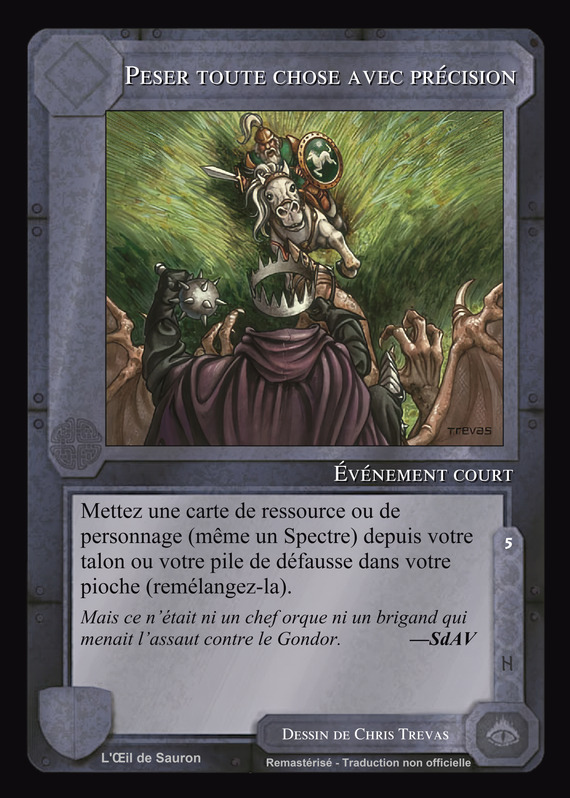 Peser toute chose avec précision
Trevas
Événement court
Mettez une carte de ressource ou de
personnage (même un Spectre) depuis votre
talon ou votre pile de défausse dans votre
pioche (remélangez-la).
5
Mais ce n'était ni un chef orque ni un brigand qui
menait l'assaut contre le Gondor. —SdAV
Dessin de Chris Trevas
L'Œil de Sauron
Remastérisé - Traduction non officielle